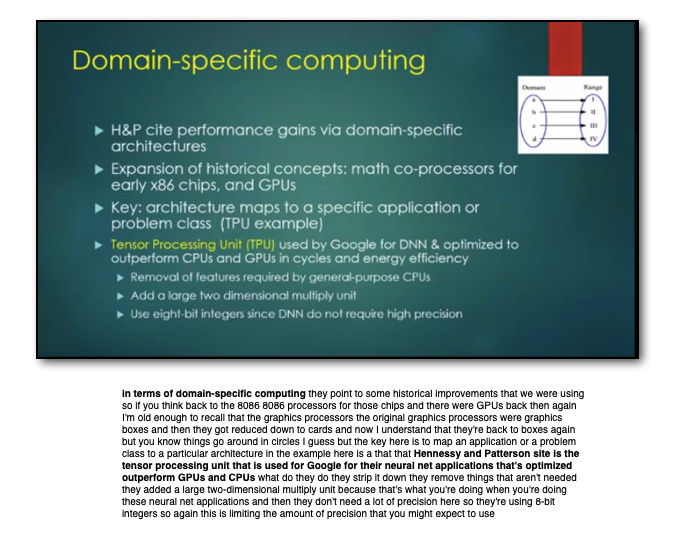 Domain-specific computing
Domain Range
a I
b II
c III
d IV
▶ H&P cite performance gains via domain-specific
architectures
▶ Expansion of historical concepts: math co-processors for
early x86 chips, and GPUs
▶ Key: architecture maps to a specific application or
problem class (TPU example)
▶ Tensor Processing Unit (TPU) used by Google for DNN & optimized to
outperform CPUs and GPUs in cycles and energy efficiency
▶ Removal of features required by general-purpose CPUs
▶ Add a large two dimensional multiply unit
▶ Use eight-bit integers since DNN do not require high precision
in terms of domain-specific computing they point to some historical improvements that we were using
so if you think back to the 8086 8086 processors for those chips and there were GPUs back then again
I'm old enough to recall that the graphics processors the original graphics processors were graphics
boxes and then they got reduced down to cards and now I understand that they're back to boxes again
but you know things go around in circles I guess but the key here is to map an application or a problem
class to a particular architecture in the example here is a that that Hennessy and Patterson site is the
tensor processing unit that is used for Google for their neural net applications that's optimized
outperform GPUs and CPUs what do they do they strip it down they remove things that aren't needed
they added a large two-dimensional multiply unit because that's what you're doing when you're doing
these neural net applications and then they don't need a lot of precision here so they're using 8-bit
integers so again this is limiting the amount of precision that you might expect to use